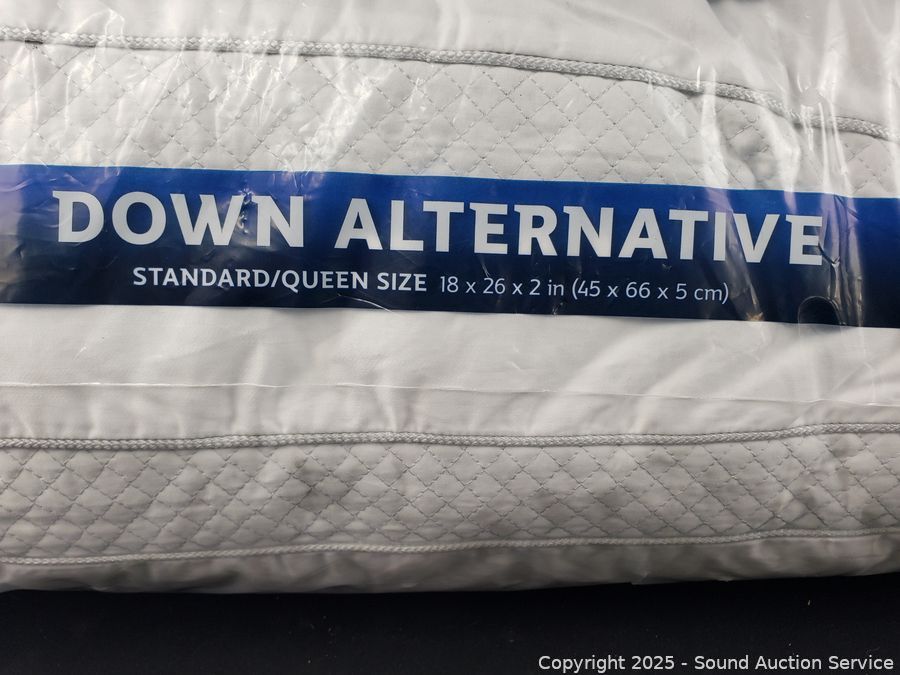 DOWN ALTERNATIVE
STANDARD/QUEEN SIZE 18 x 26 x 2 in (45 x 66 x 5 cm)
Copyright 2025 - Sound Auction Service